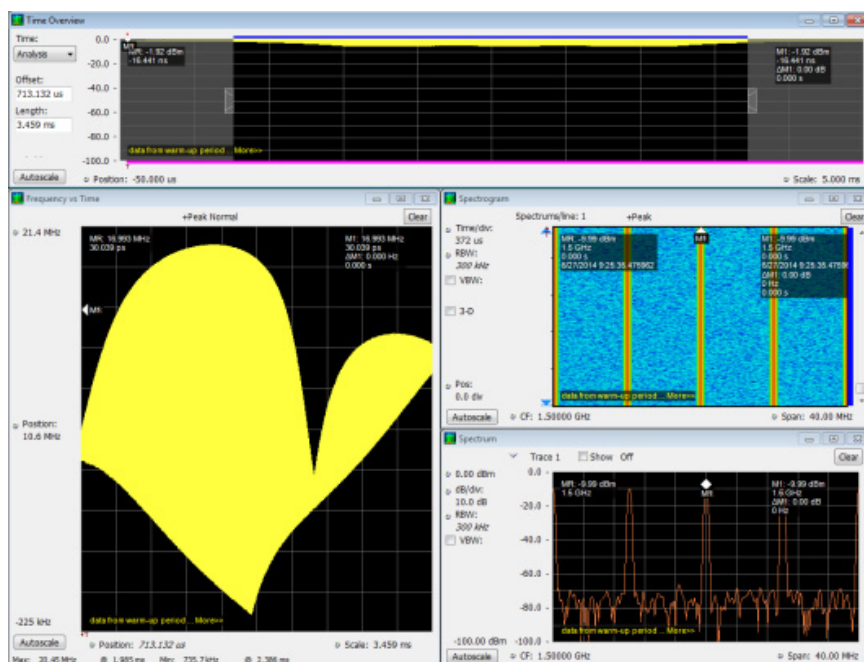 Time Overview
Time:
Analysis
Offset:
713.132 us
Length:
3.459 ms
Autoscale
0.0
-20.0
-40.0
-60.0
-80.0
-100.0
M1
MR: -1.92 dBm
-16.441 ns
M1: -1.92 dBm
-16.441 ns
ΔM1: 0.00 dB
0.000 s
data from warm-up period... More>>
Position: -50.000 us
Scale: 5.000 ms
Frequency vs Time
+Peak Normal
Clear
21.4 MHz
MR: 16.993 MHz
30.039 ps
M1: 16.993 MHz
30.039 ps
ΔM1: 0.000 Hz
0.000 s
Position:
10.6 MHz
-225 kHz
data from warm-up period... More>>
Autoscale
Position: 713.132 us
Scale: 3.459 ms
Spectrogram
Spectrums/line: 1
+Peak
Clear
Time/div:
372 us
RBW:
300 kHz
VBW:
3-D
Pos:
0.0 div
MR: -9.99 dBm
1.5 GHz
0.000 s
M1
M1: -9.99 dBm
1.5 GHz
0.000 s
ΔM1: 0.00 dB
0 Hz
0.000 s
data from warm-up period... More>>
Autoscale
CF: 1.50000 GHz
Span: 40.00 MHz
Spectrum
Trace 1
Show
Off
Clear
0.00 dBm
dB/div:
10.0 dB
RBW:
300 kHz
VBW:
-100.00 dBm
0.0
-20.0
-40.0
-60.0
-80.0
-100.0
MR: -9.99 dBm
1.5 GHz
M1
M1: -9.99 dBm
1.5 GHz
ΔM1: 0.00 dB
0 Hz
data from warm-up period... More>>
Autoscale
CF: 1.50000 GHz
Span: 40.00 MHz